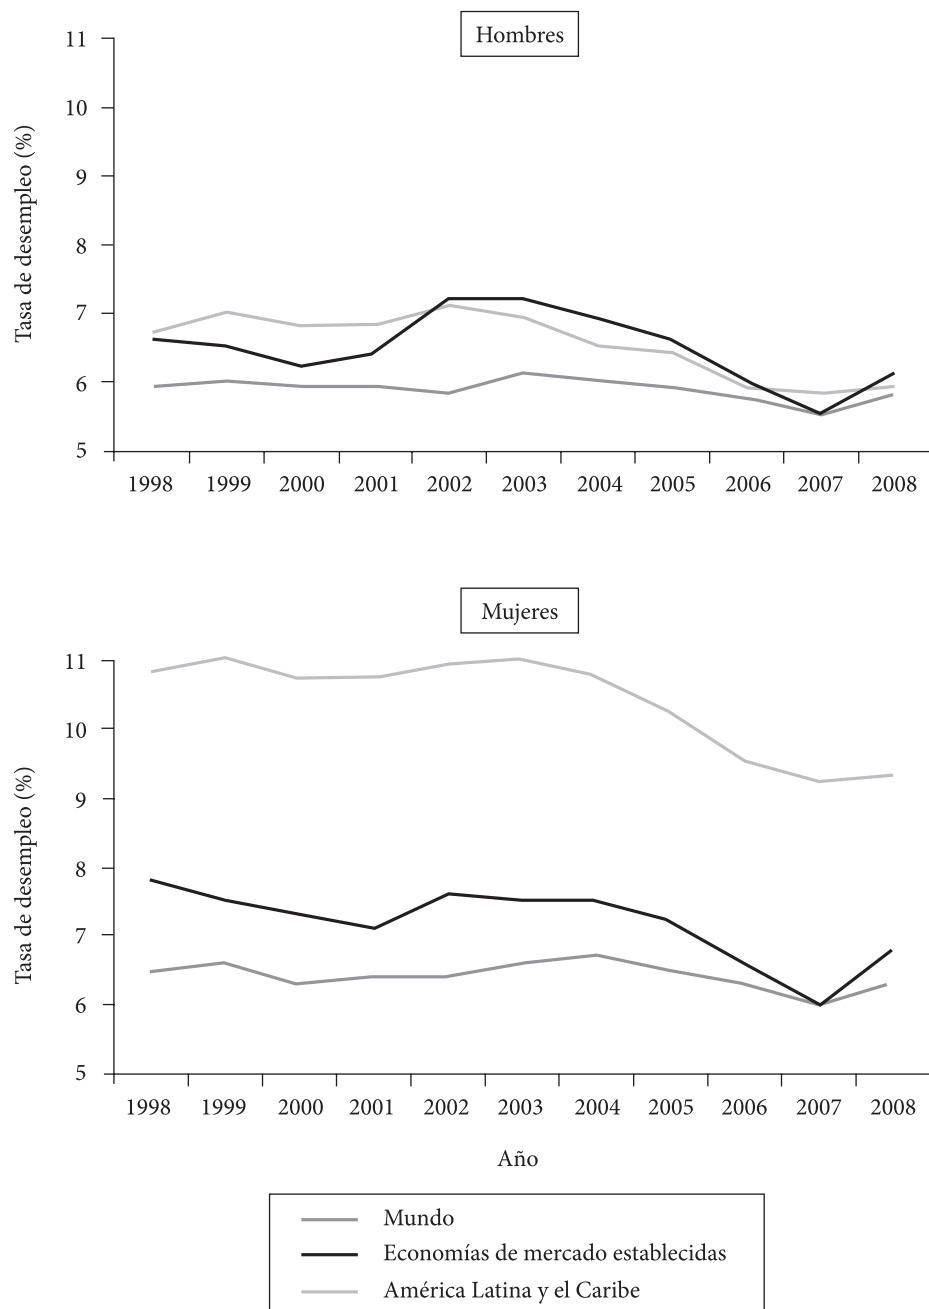 Hombres
Tasa de desempleo (%)
11
10
9
8
7
6
5
1998 1999 2000 2001 2002 2003 2004 2005 2006 2007 2008
Mujeres
Tasa de desempleo (%)
11
10
9
8
7
6
5
1998 1999 2000 2001 2002 2003 2004 2005 2006 2007 2008
Año
Mundo
Economías de mercado establecidas
América Latina y el Caribe